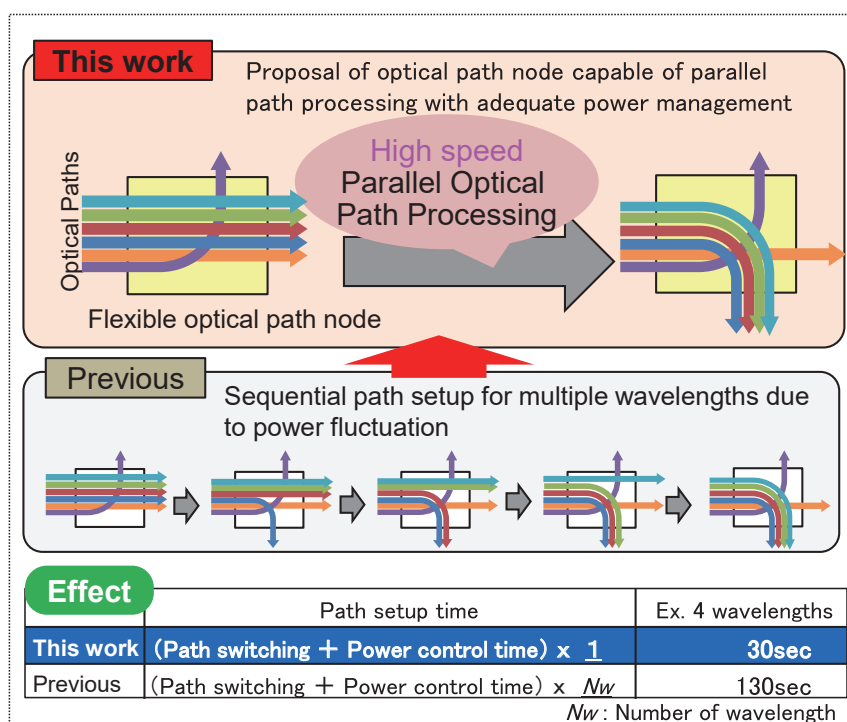 This work
Proposal of optical path node capable of parallel
path processing with adequate power management
High speed
Parallel Optical
Path Processing
Optical Paths
Flexible optical path node
Previous
Sequential path setup for multiple wavelengths due
to power fluctuation
Effect
Path setup time Ex. 4 wavelengths
This work (Path switching + Power control time) x 1 30sec
Previous (Path switching + Power control time) x Nw 130sec
Nw : Number of wavelength